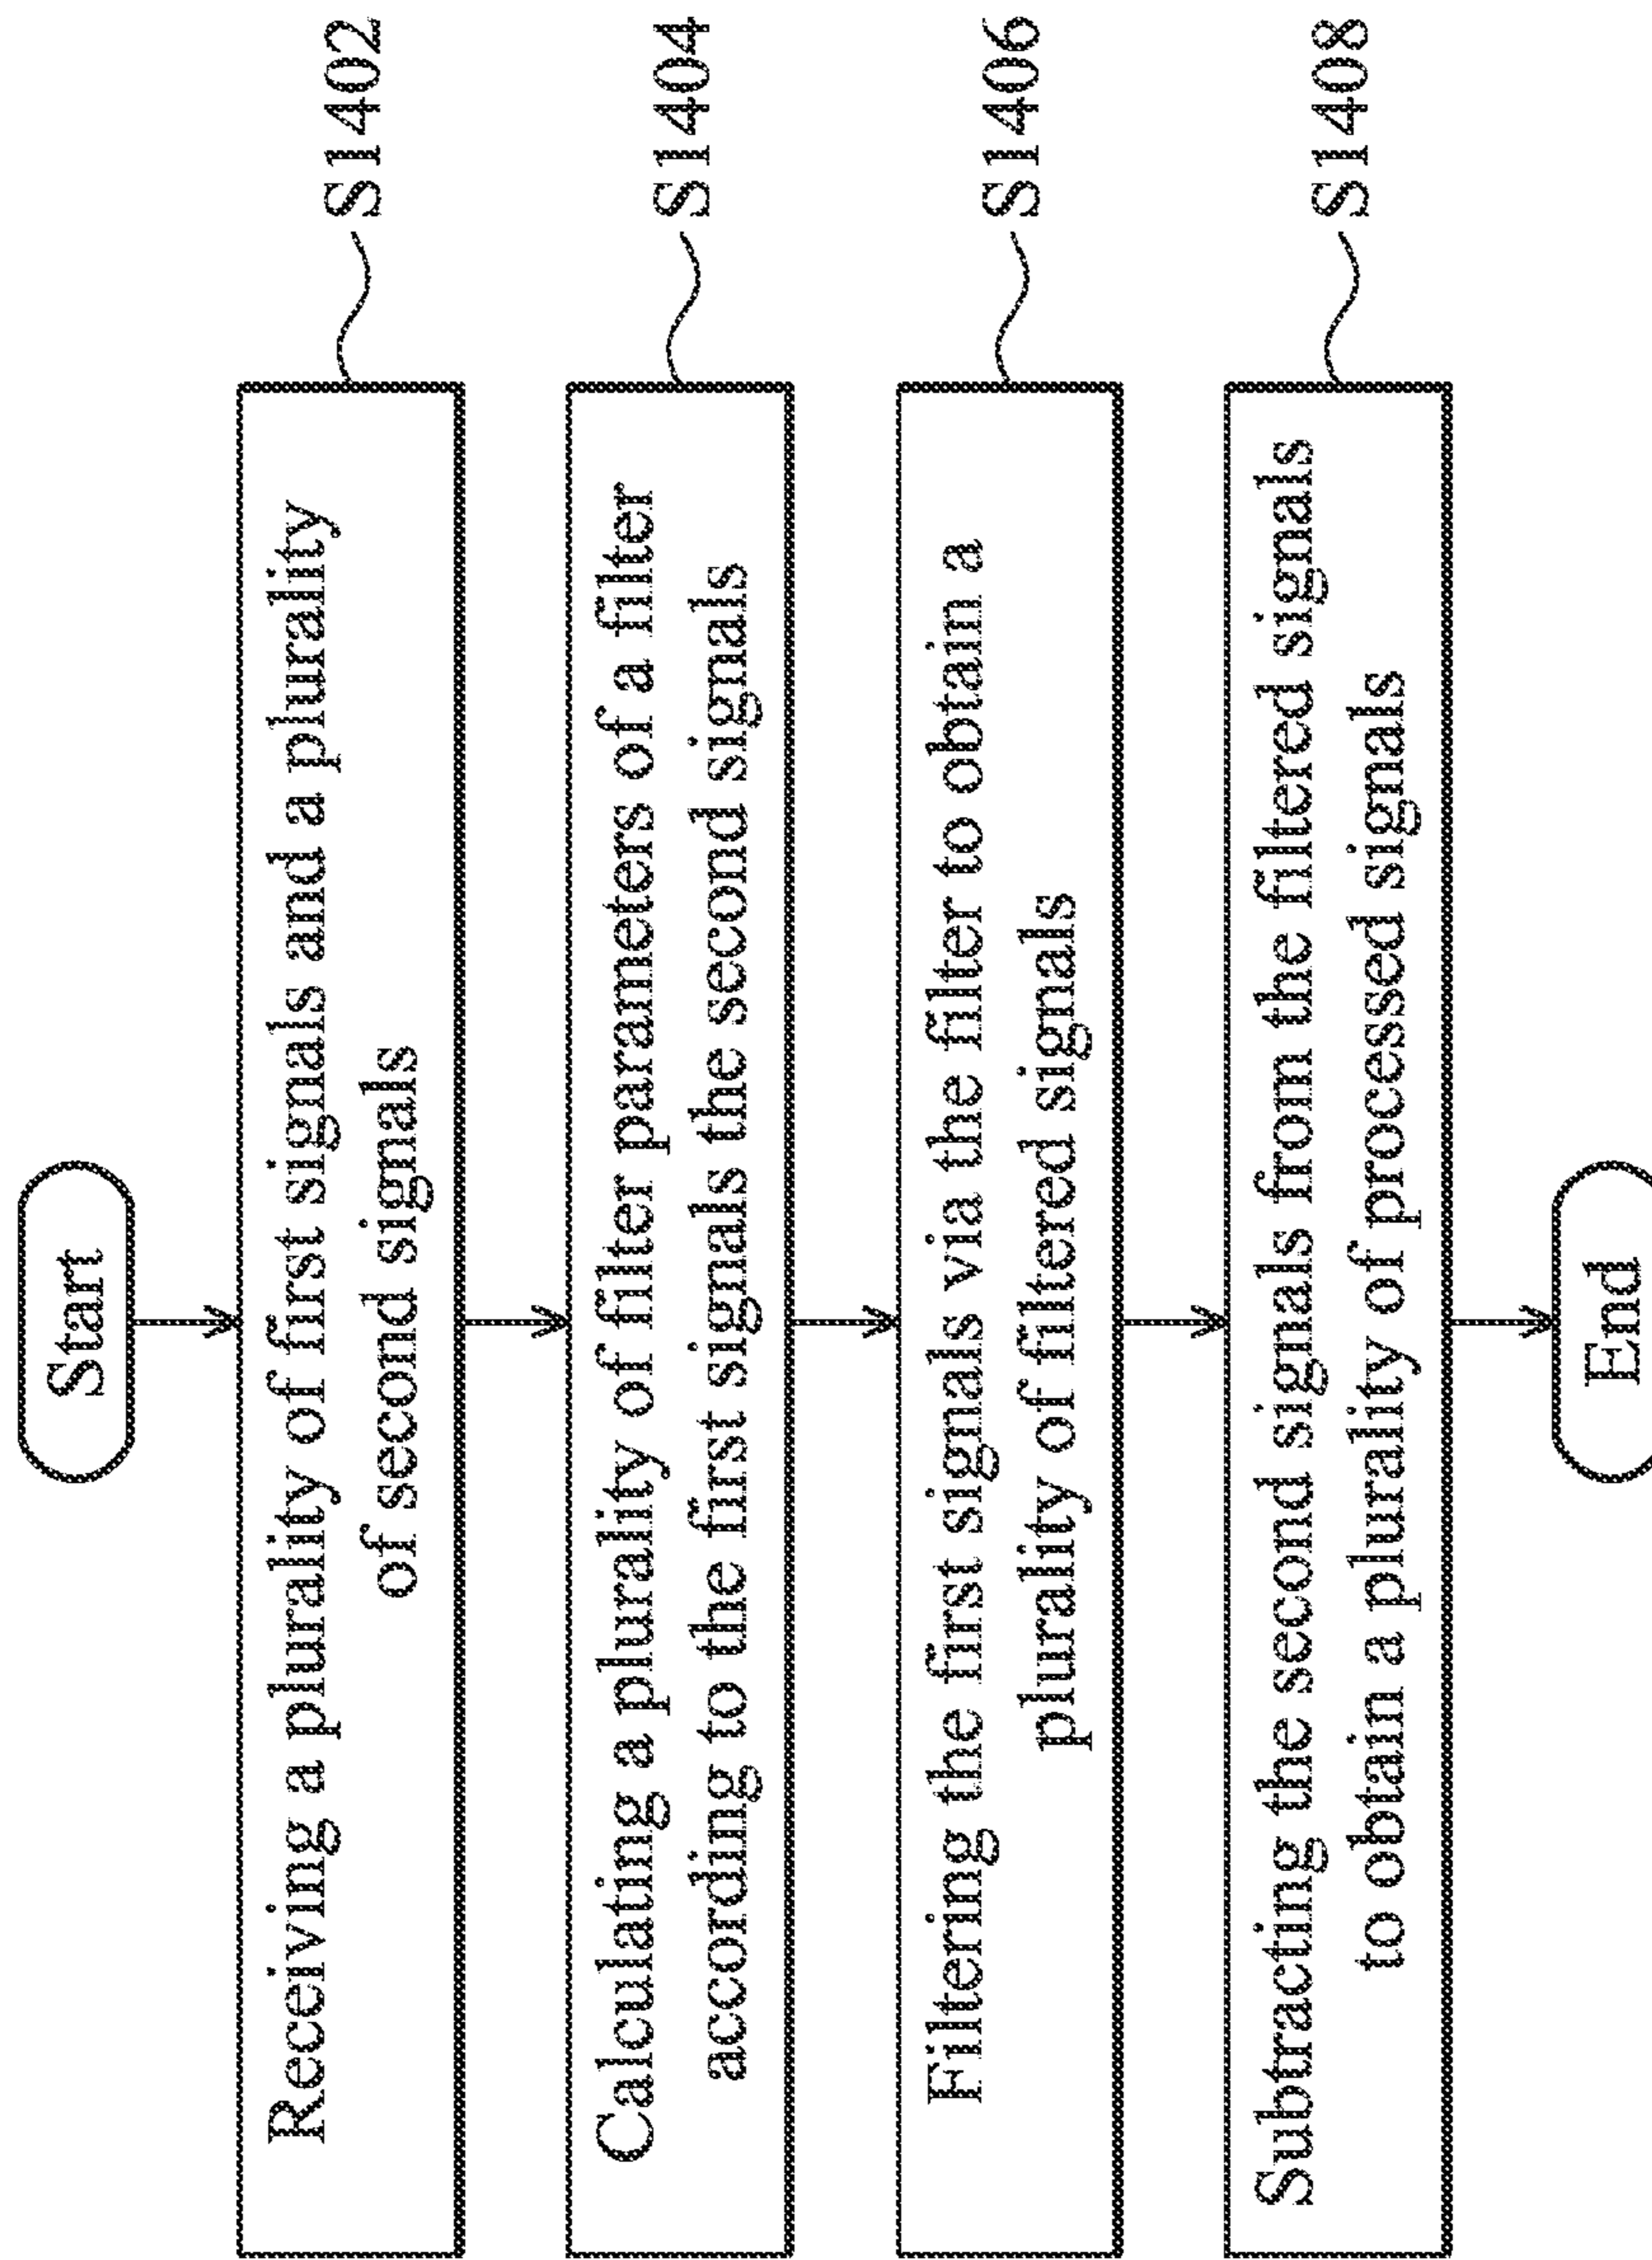 Start
Receiving a plurality of first signals and a plurality
of second signals
S1402
Calculating a plurality of filter parameters of a filter
according to the first signals the second signals
S1404
Filtering the first signals via the filter to obtain a
plurality of filtered signals
S1406
Subtracting the second signals from the filtered signals
to obtain a plurality of processed signals
S1408
End